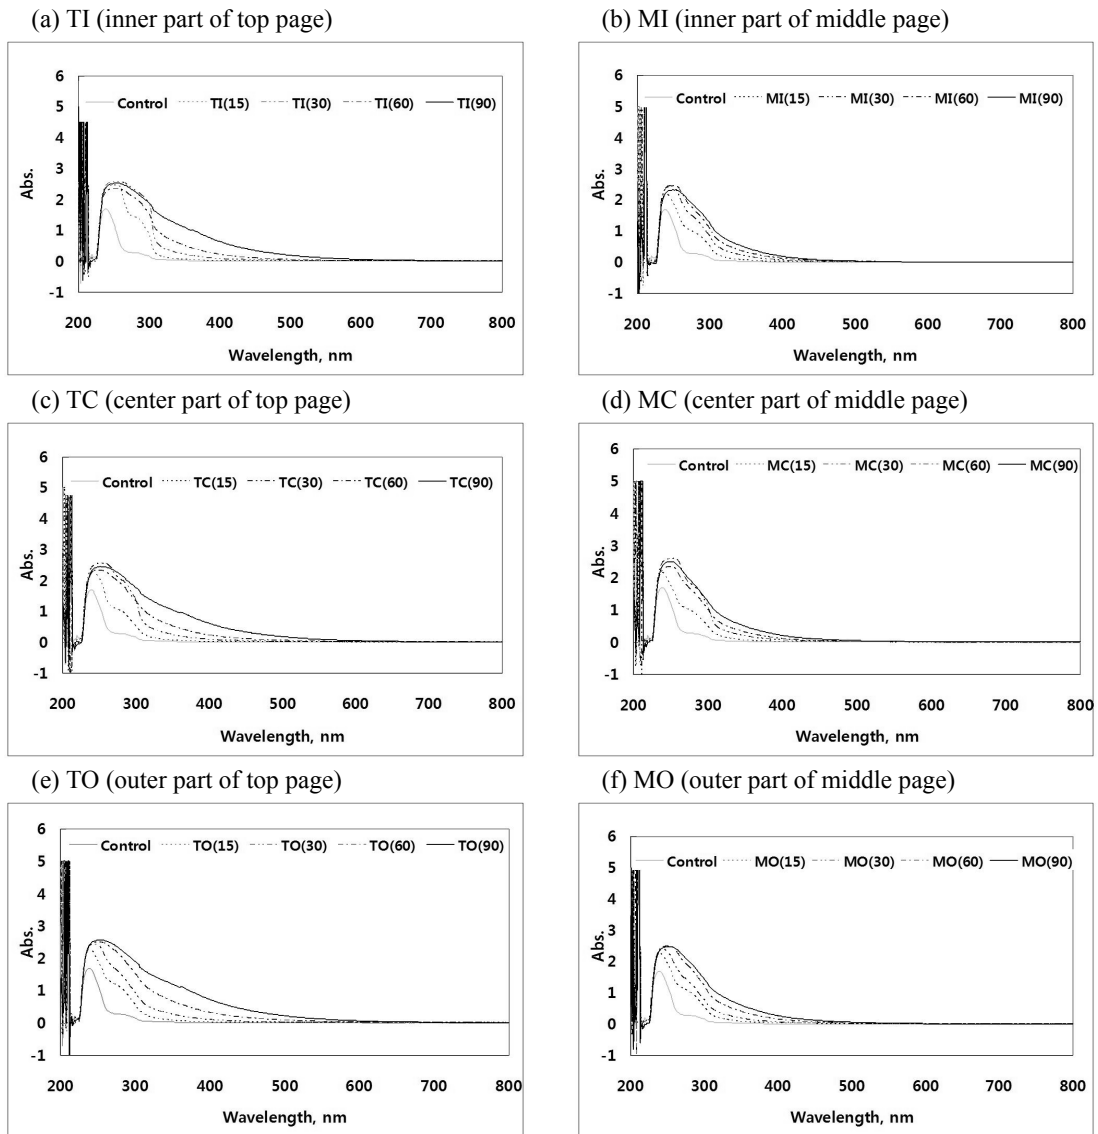 (a) TI (inner part of top page)
6
5
4
3
2
1
0
-1
Abs.
Control TI(15) TI(30) TI(60) TI(90)
200 300 400 500 600 700 800
Wavelength, nm
(b) MI (inner part of middle page)
6
5
4
3
2
1
0
-1
Abs.
Control MI(15) MI(30) MI(60) MI(90)
200 300 400 500 600 700 800
Wavelength, nm
(c) TC (center part of top page)
6
5
4
3
2
1
0
-1
Abs.
Control TC(15) TC(30) TC(60) TC(90)
200 300 400 500 600 700 800
Wavelength, nm
(d) MC (center part of middle page)
6
5
4
3
2
1
0
-1
Abs.
Control MC(15) MC(30) MC(60) MC(90)
200 300 400 500 600 700 800
Wavelength, nm
(e) TO (outer part of top page)
6
5
4
3
2
1
0
-1
Abs.
Control TO(15) TO(30) TO(60) TO(90)
200 300 400 500 600 700 800
Wavelength, nm
(f) MO (outer part of middle page)
6
5
4
3
2
1
0
-1
Abs.
Control MO(15) MO(30) MO(60) MO(90)
200 300 400 500 600 700 800
Wavelength, nm